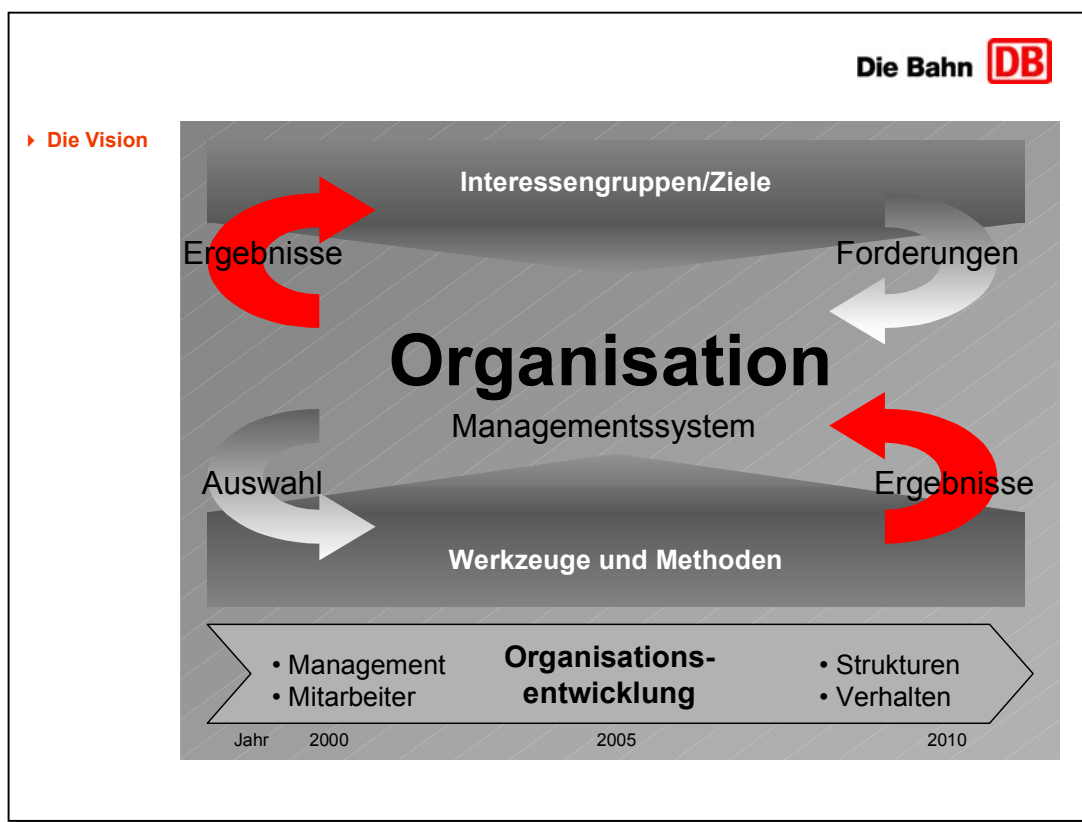 Die Bahn DB
Die Vision
Interessengruppen/Ziele
Ergebnisse
Forderungen
Organisation
Managementssystem
Auswahl
Ergebnisse
Werkzeuge und Methoden
• Management
• Mitarbeiter
Organisations-
entwicklung
• Strukturen
• Verhalten
Jahr 2000 2005 2010